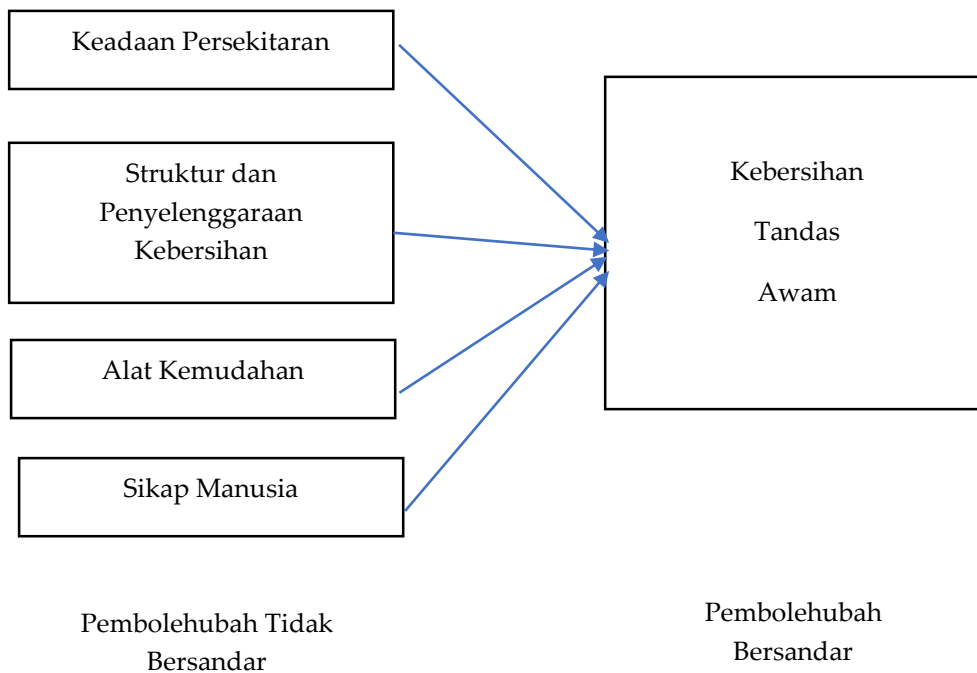 Keadaan Persekitaran
Struktur dan
Penyelenggaraan
Kebersihan
Alat Kemudahan
Sikap Manusia
Kebersihan
Tandas
Awam
Pembolehubah Tidak
Bersandar
Pembolehubah
Bersandar